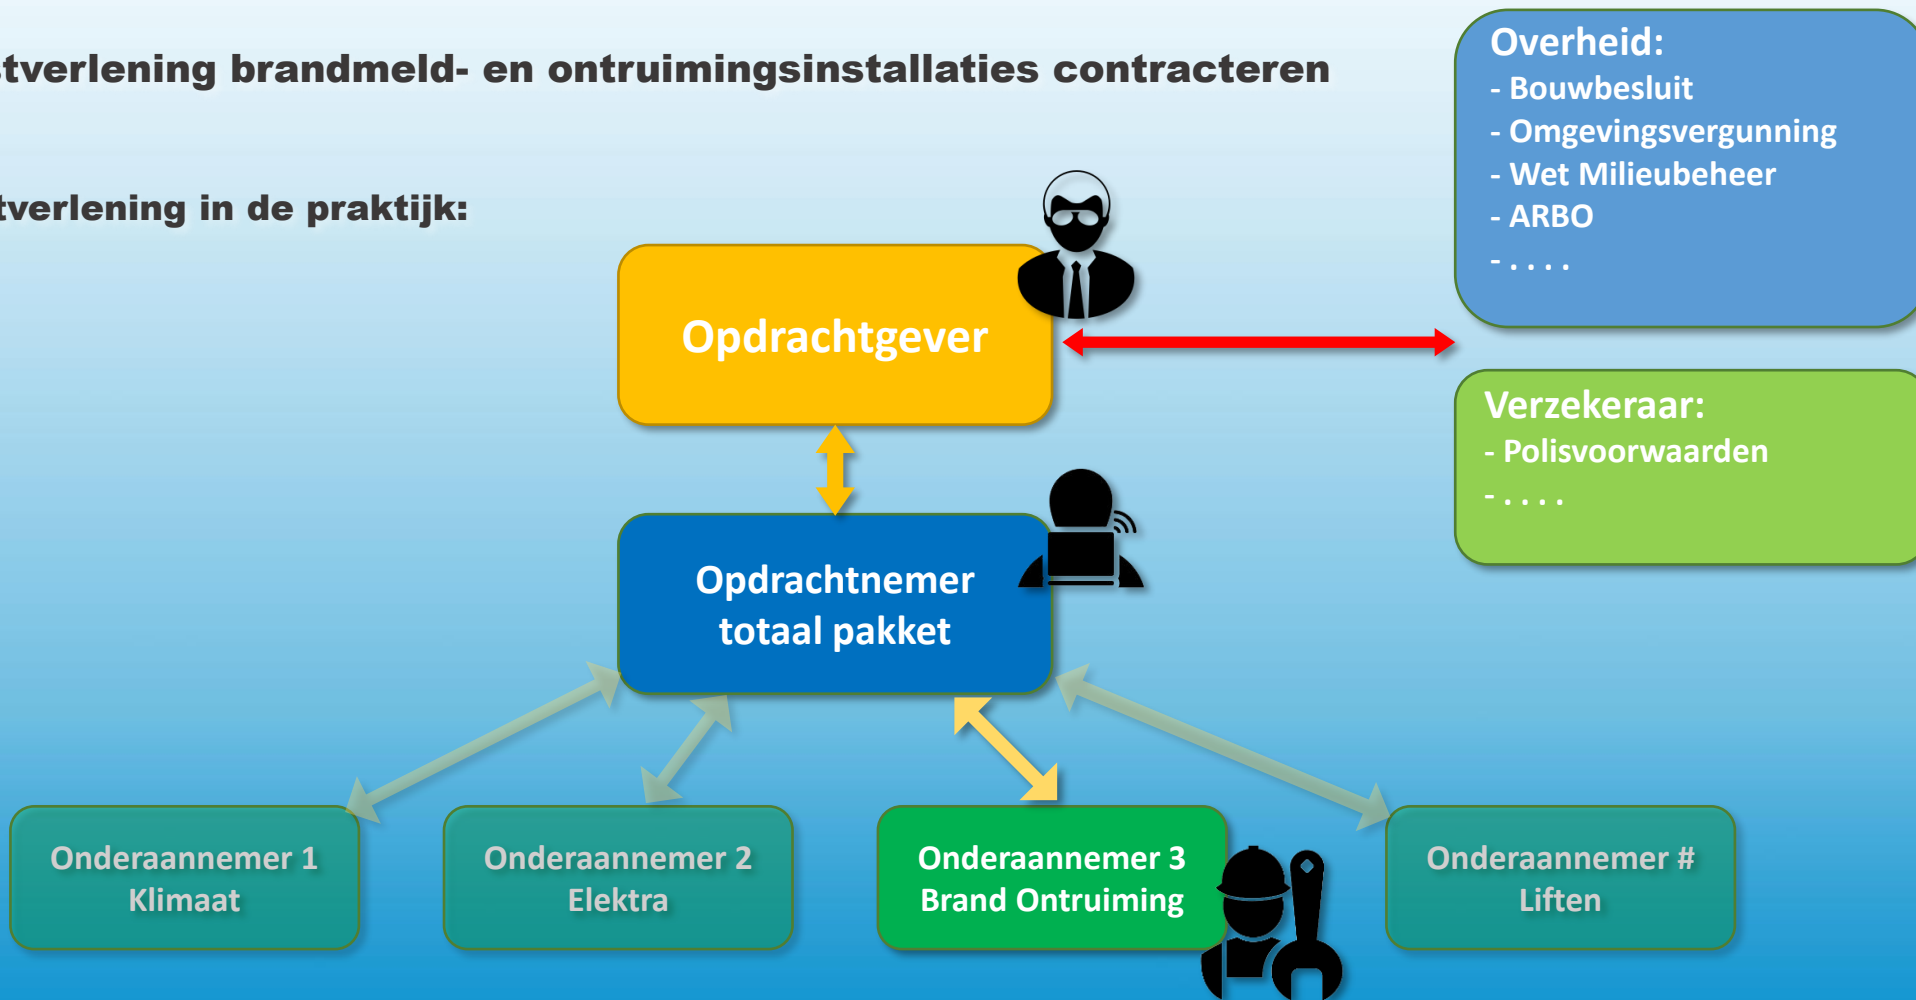 stverlening brandmeld- en ontruimingsinstallaties contracteren
tverlening in de praktijk:
Overheid:
- Bouwbesluit
- Omgevingsvergunning
- Wet Milieubeheer
- ARBO
- . . . .
Opdrachtgever
Verzekeraar:
- Polisvoorwaarden
- . . . .
Opdrachtnemer
totaal pakket
Onderaannemer 1
Klimaat
Onderaannemer 2
Elektra
Onderaannemer 3
Brand Ontruiming
Onderaannemer #
Liften